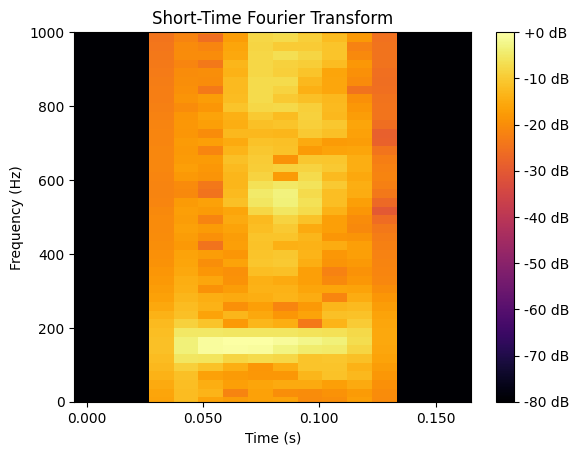 Short-Time Fourier Transform
1000
800
600
400
200
0
Frequency (Hz)
0.000
0.050
0.100
0.150
Time (s)
+0 dB
-10 dB
-20 dB
-30 dB
-40 dB
-50 dB
-60 dB
-70 dB
-80 dB